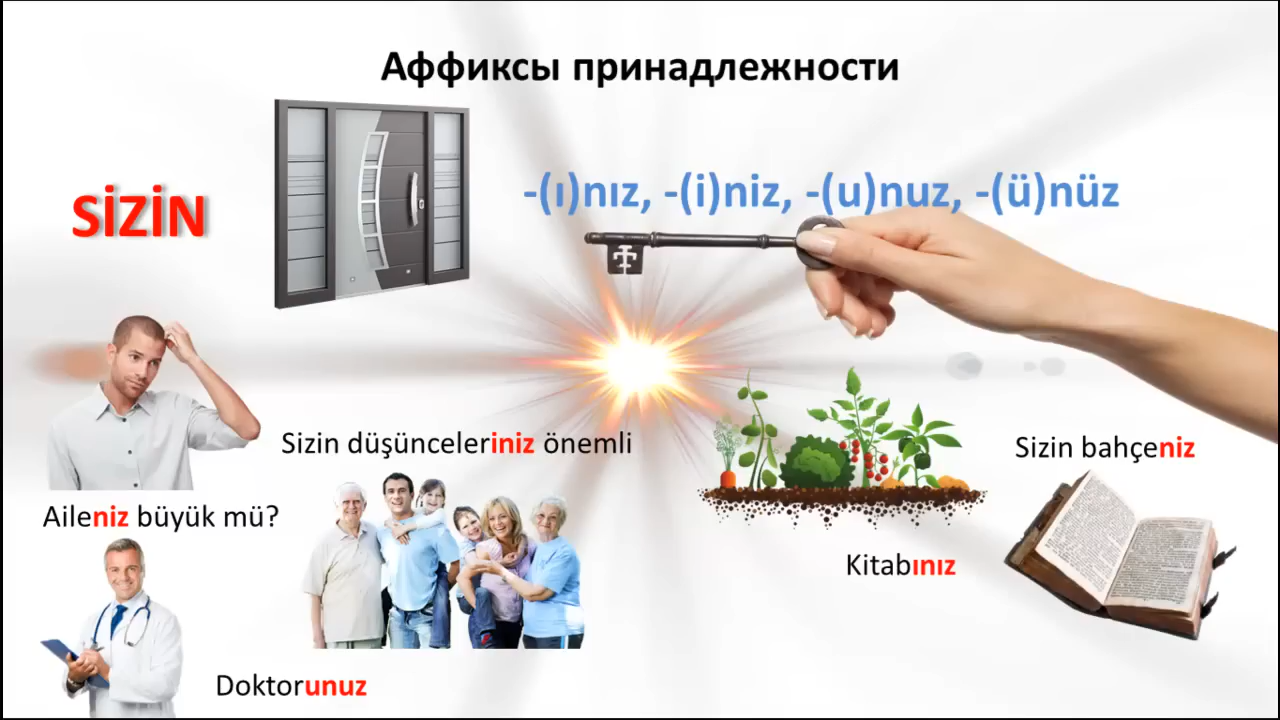 Аффиксы принадлежности
SİZİN
-(ı)nız, -(i)niz, -(u)nuz, -(ü)nüz
Sizin düşünceleriniz önemli
Sizin bahçeniz
Aileniz büyük mü?
Kitabınız
Doktorunuz